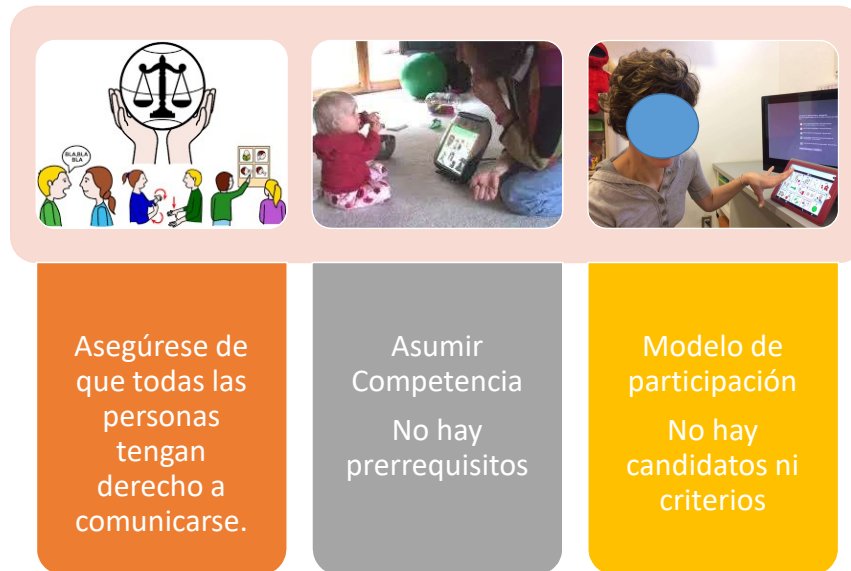 BLA,BLA
BLA
Asegúrese de
que todas las
personas
tengan
derecho a
comunicarse.
Asumir
Competencia
No hay
prerrequisitos
Modelo de
participación
No hay
candidatos ni
criterios